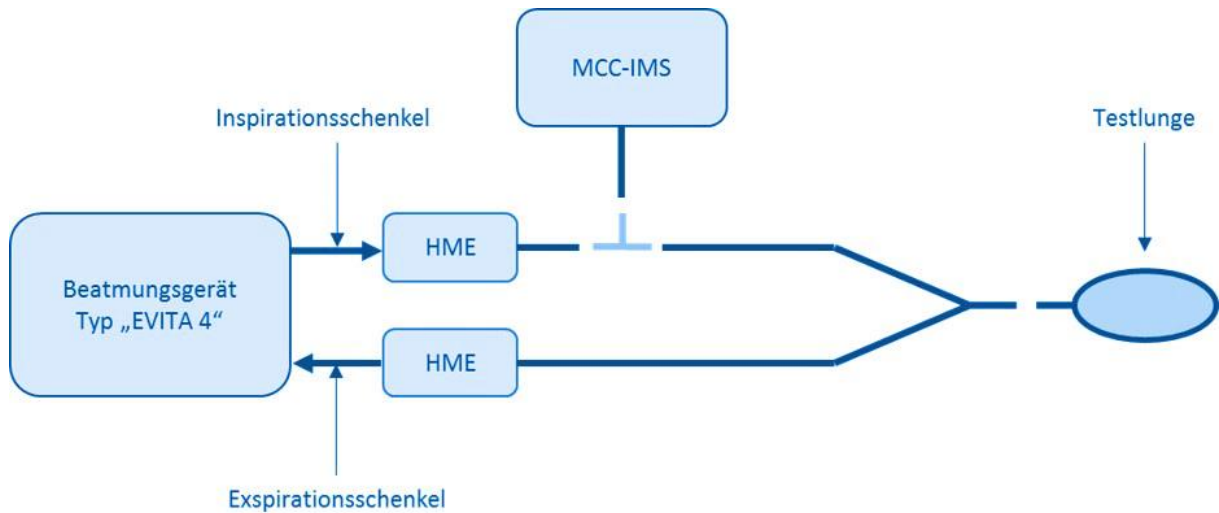 MCC-IMS
Inspirationsschenkel
Testlunge
HME
Beatmungsgerät
Typ „EVITA 4“
HME
Exspirationsschenkel